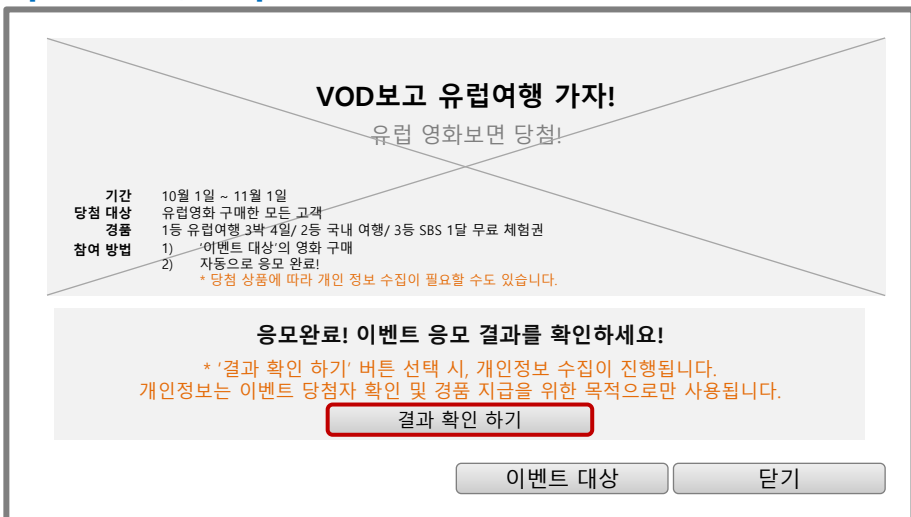 VOD보고 유럽여행 가자!
유럽 영화보면 당첨!
기간 10월 1일 ~ 11월 1일
당첨 대상 유럽영화 구매한 모든 고객
경품 1등 유럽여행 3박 4일/ 2등 국내 여행/ 3등 SBS 1달 무료 체험권
참여 방법 1) '이벤트 대상'의 영화 구매
2) 자동으로 응모 완료!
* 당첨 상품에 따라 개인 정보 수집이 필요할 수도 있습니다.
응모완료! 이벤트 응모 결과를 확인하세요!
* '결과 확인 하기' 버튼 선택 시, 개인정보 수집이 진행됩니다.
개인정보는 이벤트 당첨자 확인 및 경품 지급을 위한 목적으로만 사용됩니다.
결과 확인 하기
이벤트 대상 닫기